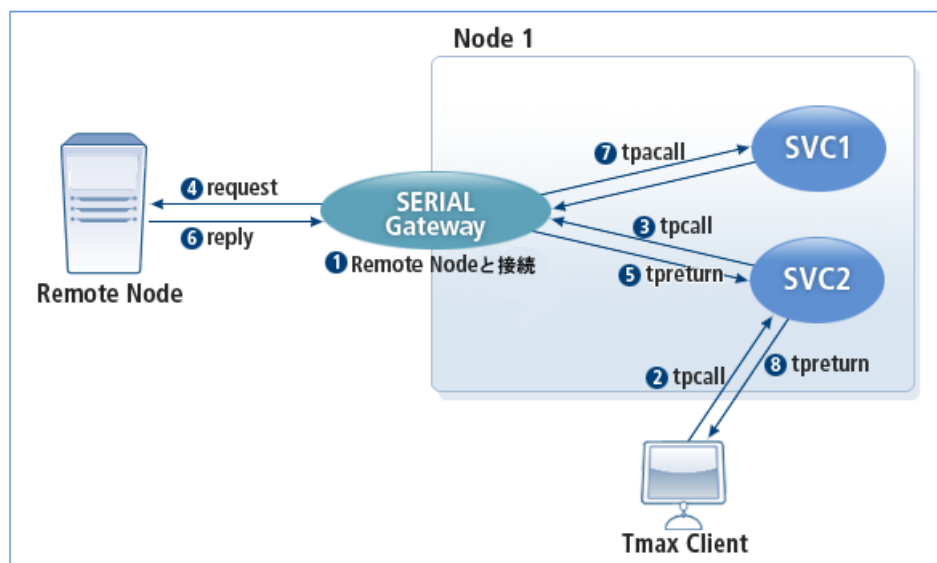 Node 1
SVC1
❼ tpacall
❹ request
SERIAL
Gateway
❸ tpcall
❻ reply
❶ Remote Nodeと接続
❺ tpreturn
SVC2
Remote Node
❷ tpcall
❽ tpreturn
Tmax Client